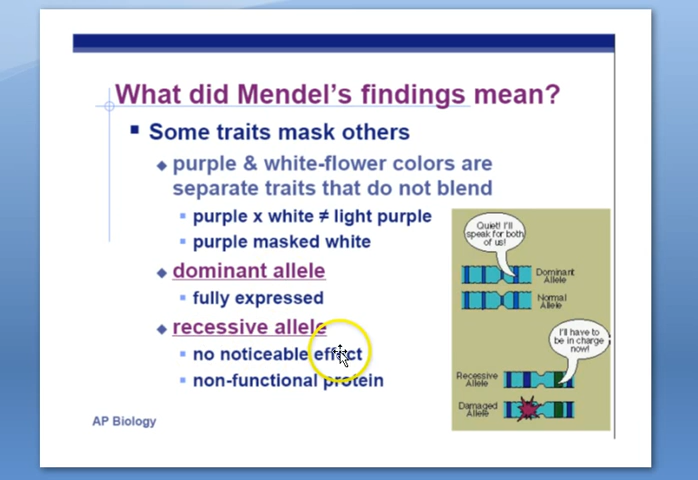 What did Mendel's findings mean?
Some traits mask others
purple & white-flower colors are
separate traits that do not blend
purple x white ≠ light purple
purple masked white
dominant allele
fully expressed
recessive allele
no noticeable effect
non-functional protein
Quiet! I'll
speak for both
of us!
Dominant
Allele
Normal
Allele
I'll have to
be in charge
now!
Recessive
Allele
Damaged
Allele
AP Biology